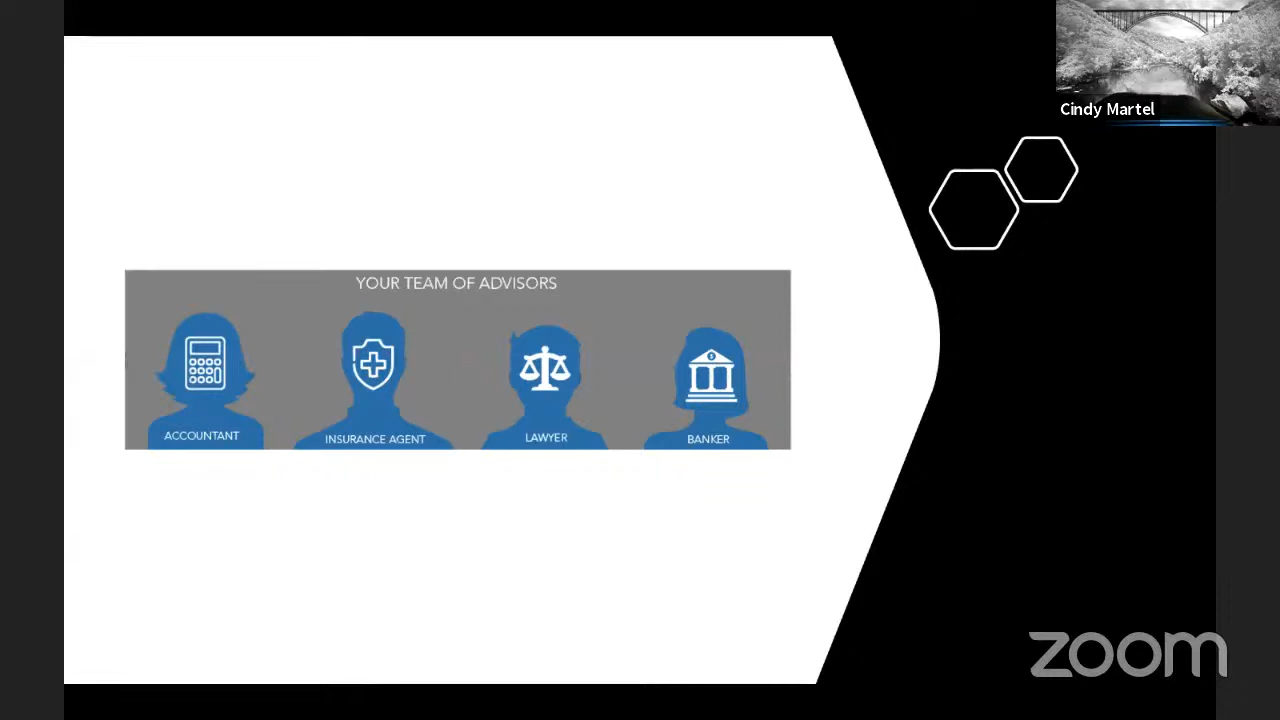 Cindy Martel
YOUR TEAM OF ADVISORS
ACCOUNTANT
INSURANCE AGENT
LAWYER
BANKER
zoom